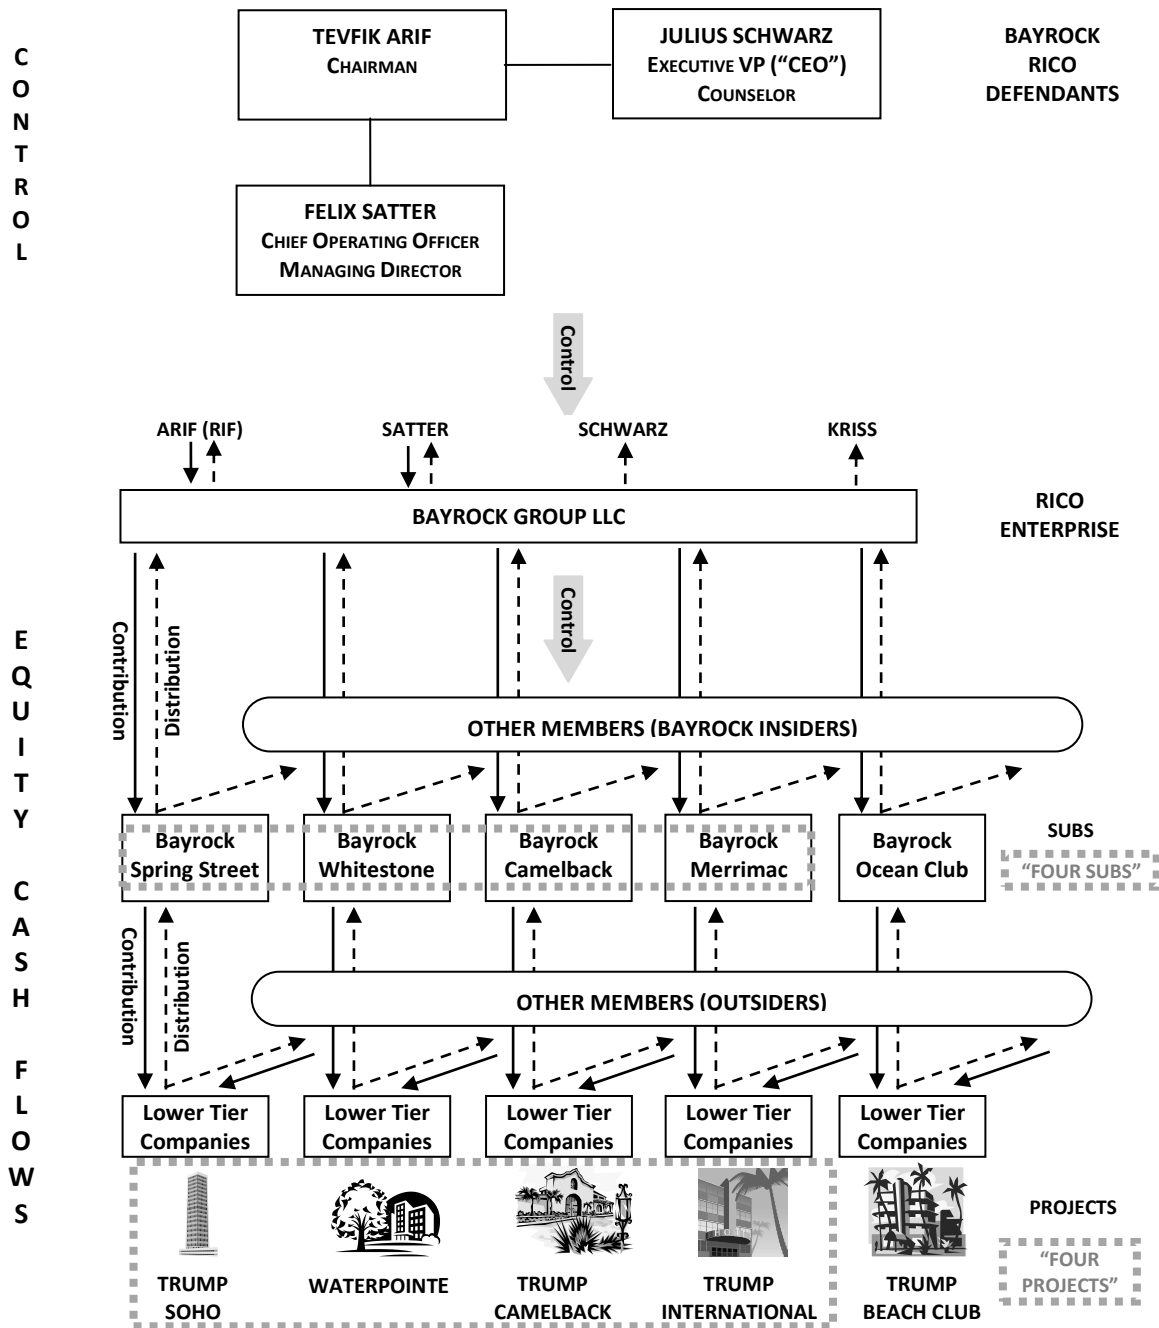 CONTROL
TEVFIK ARIF
CHAIRMAN
JULIUS SCHWARZ
EXECUTIVE VP (“CEO”)
COUNSELOR
BAYROCK
RICO
DEFENDANTS
FELIX SATTER
CHIEF OPERATING OFFICER
MANAGING DIRECTOR
Control
ARIF (RIF)
SATTER
SCHWARZ
KRISS
BAYROCK GROUP LLC
RICO
ENTERPRISE
EQUITY CASH FLOWS
Contribution
Distribution
Control
OTHER MEMBERS (BAYROCK INSIDERS)
Bayrock
Spring Street
Bayrock
Whitestone
Bayrock
Camelback
Bayrock
Merrimac
Bayrock
Ocean Club
SUBS
“FOUR SUBS”
Contribution
Distribution
OTHER MEMBERS (OUTSIDERS)
Lower Tier
Companies
Lower Tier
Companies
Lower Tier
Companies
Lower Tier
Companies
Lower Tier
Companies
TRUMP
SOHO
WATERPOINTE
TRUMP
CAMELBACK
TRUMP
INTERNATIONAL
TRUMP
BEACH CLUB
PROJECTS
“FOUR
PROJECTS”